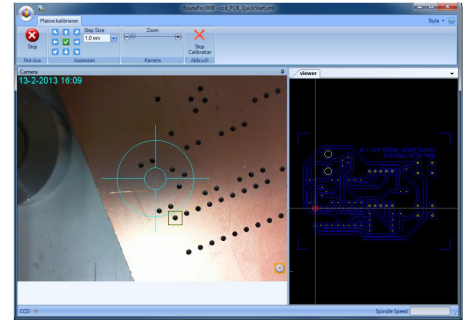 RoutePro3000 - ccd_PCB_QuickStart.xml
Platine kalibrieren
Style
Stop
Step Size
1.0 mm
Zoom
Stop
Calibration
Not-Aus
Anpassen
Kamera
Abbruch
Camera
viewer
13-2-2013 16:09
CCD
Spindle Speed